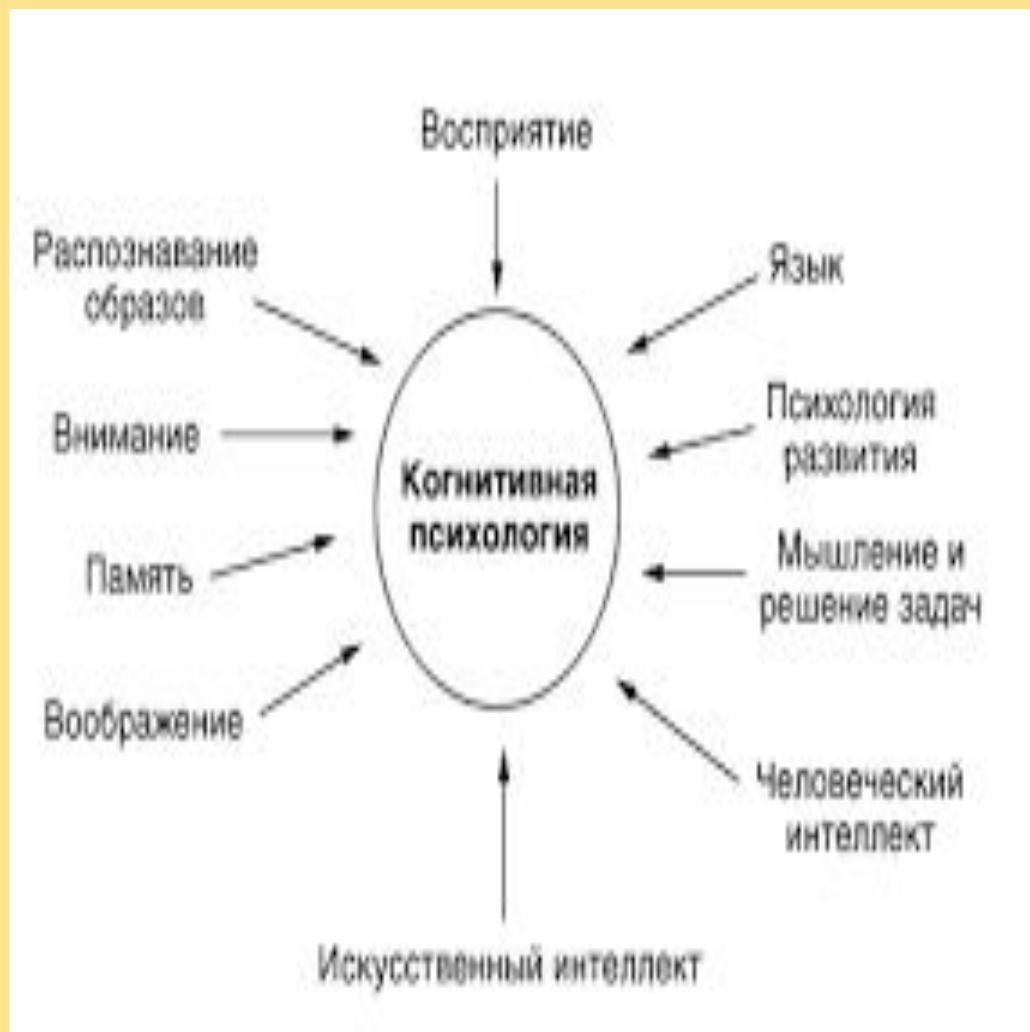 Восприятие
Распознавание
образов
Язык
Внимание
Психология
развития
Когнитивная
психология
Память
Мышление и
решение задач
Воображение
Человеческий
интеллект
Искусственный интеллект